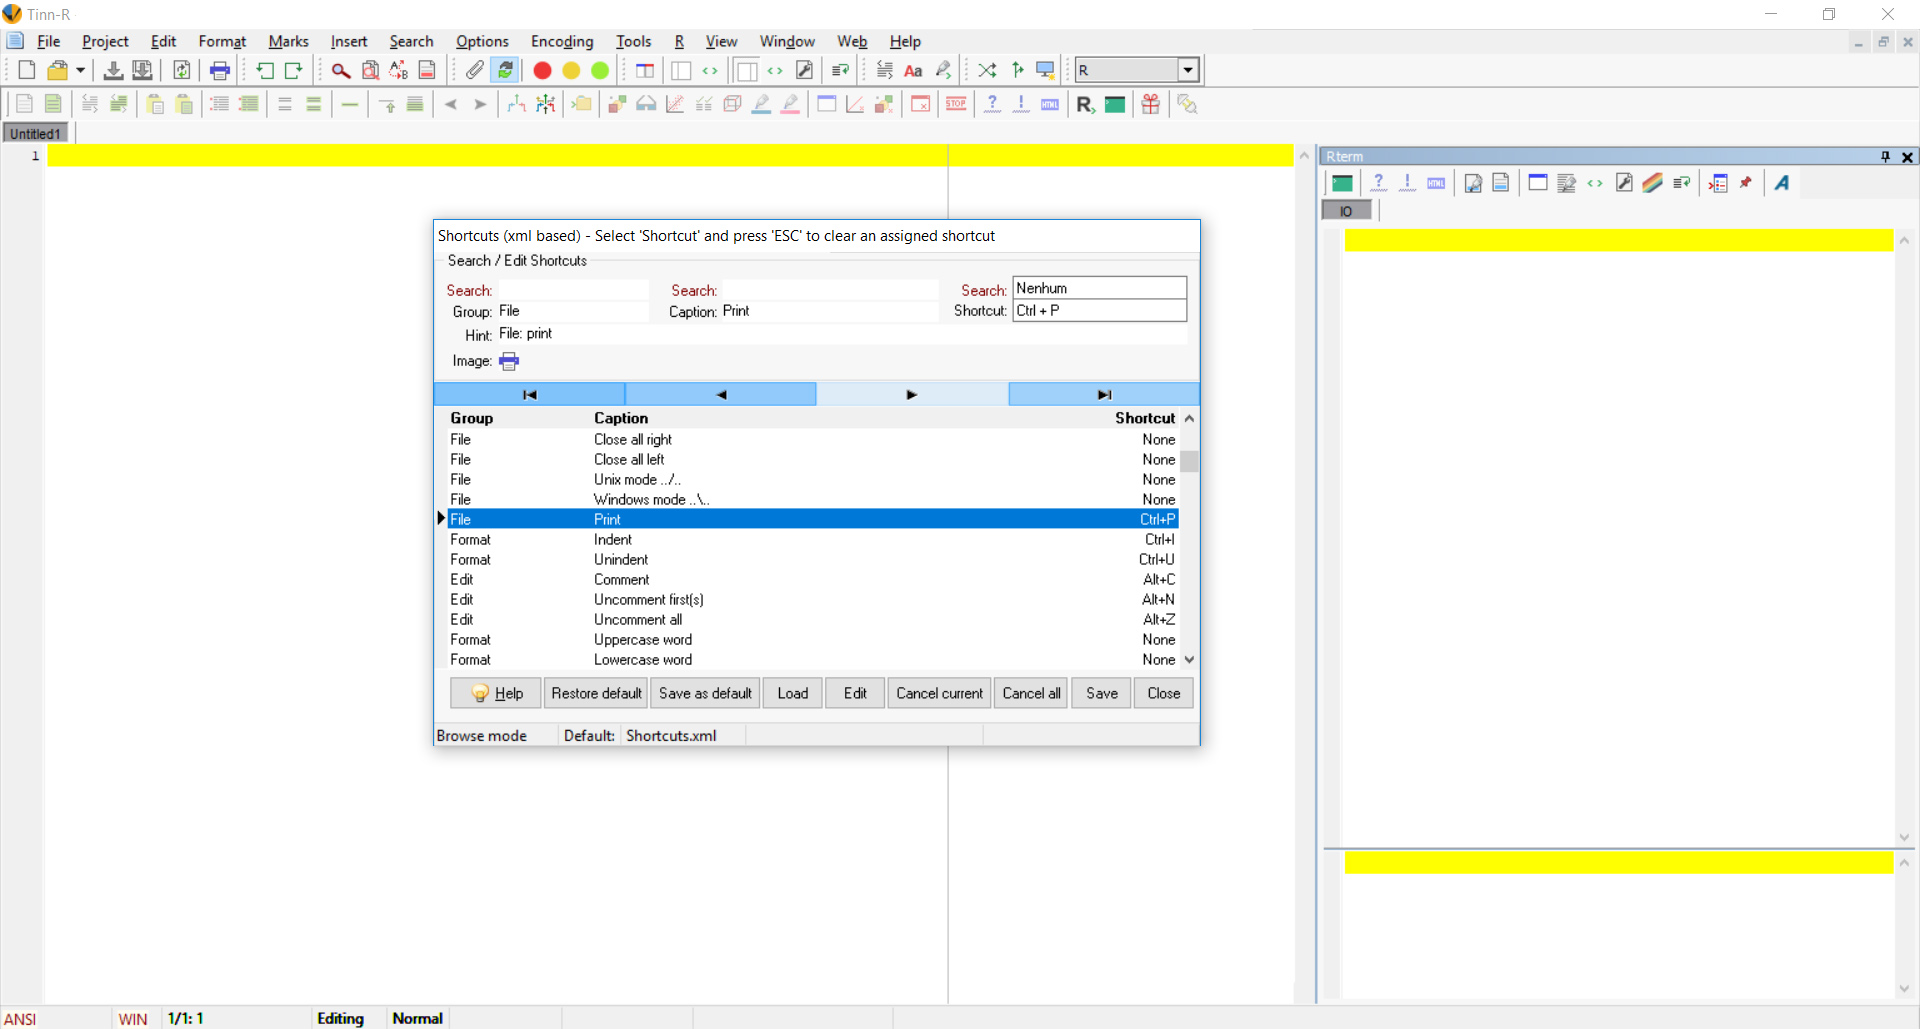 Tinn-R
File Project Edit Format Marks Insert Search Options Encoding Tools R View Window Web Help
R
STOP HTML R
Untitled1
1
Rterm
HTML
IO
Shortcuts (xml based) - Select 'Shortcut' and press 'ESC' to clear an assigned shortcut
Search / Edit Shortcuts
Search: Search: Search: Nenhum
Group: File Caption: Print Shortcut: Ctrl + P
Hint: File: print
Image:
Group Caption Shortcut
File Close all right None
File Close all left None
File Unix mode ../.. None
File Windows mode ..\.. None
File Print Ctrl+P
Format Indent Ctrl+I
Format Unindent Ctrl+U
Edit Comment Alt+C
Edit Uncomment first(s) Alt+N
Edit Uncomment all Alt+Z
Format Uppercase word None
Format Lowercase word None
Help Restore default Save as default Load Edit Cancel current Cancel all Save Close
Browse mode Default: Shortcuts.xml
ANSI WIN 1/1: 1 Editing Normal